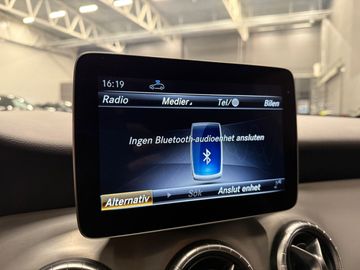 16:19
Radio Medier Tel/ Bilen
Ingen Bluetooth-audioenhet ansluten
Alternativ Sök Anslut enhet